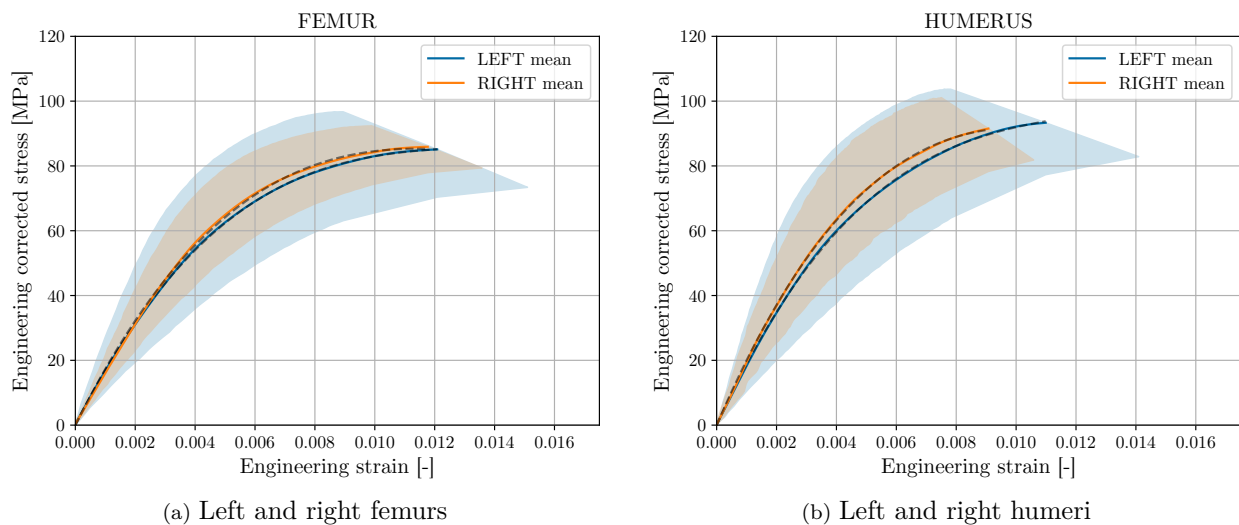 FEMUR
120
100
80
60
40
20
0
Engineering corrected stress [MPa]
LEFT mean
RIGHT mean
0.000 0.002 0.004 0.006 0.008 0.010 0.012 0.014 0.016
Engineering strain [-]
(a) Left and right femurs
HUMERUS
120
100
80
60
40
20
0
Engineering corrected stress [MPa]
LEFT mean
RIGHT mean
0.000 0.002 0.004 0.006 0.008 0.010 0.012 0.014 0.016
Engineering strain [-]
(b) Left and right humeri